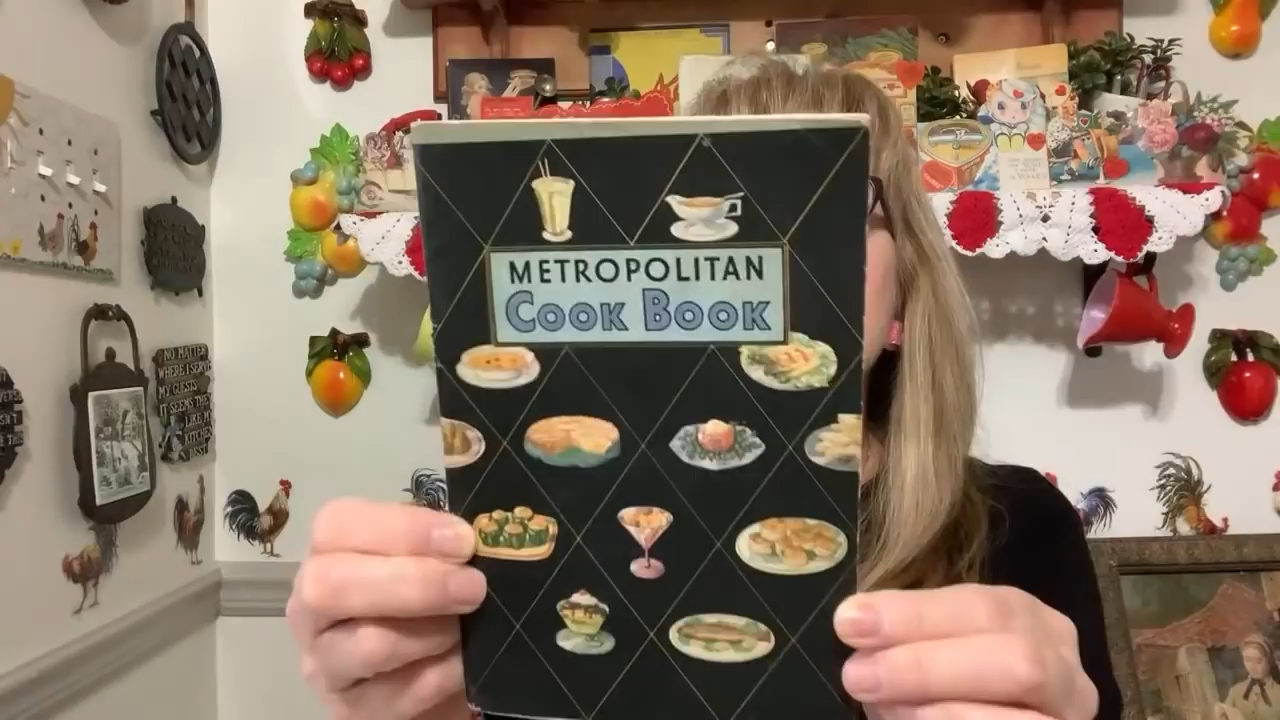 METROPOLITAN
COOK BOOK
NO MATTER
WHERE I SERVE
MY GUESTS
IT SEEMS THEY
LIKE MY
KITCHEN
BEST